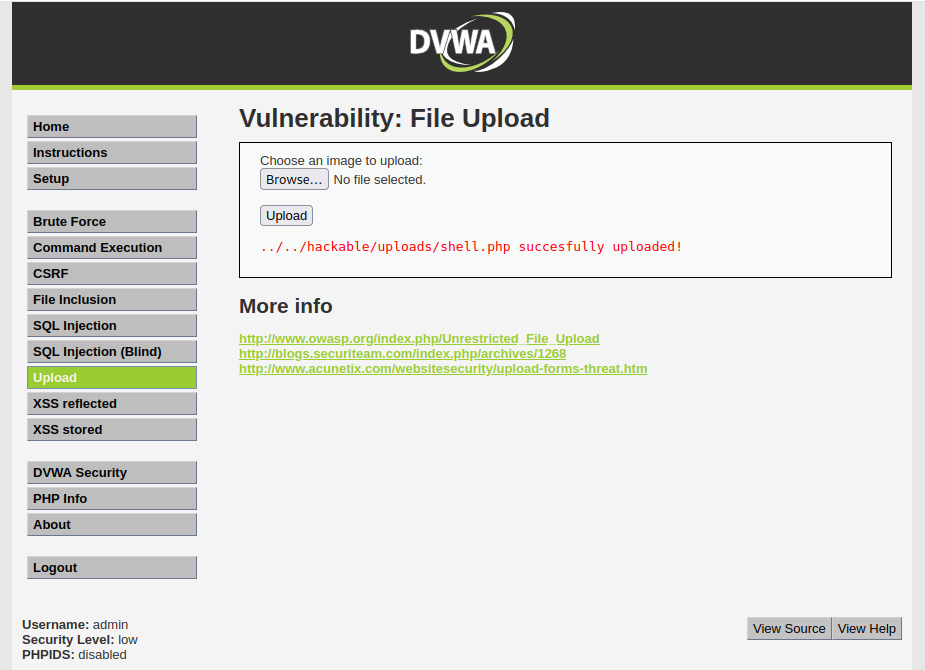 DVWA
Home
Instructions
Setup
Brute Force
Command Execution
CSRF
File Inclusion
SQL Injection
SQL Injection (Blind)
Upload
XSS reflected
XSS stored
DVWA Security
PHP Info
About
Logout
Vulnerability: File Upload
Choose an image to upload:
Browse... No file selected.
Upload
../../hackable/uploads/shell.php succesfully uploaded!
More info
http://www.owasp.org/index.php/Unrestricted_File_Upload
http://blogs.securiteam.com/index.php/archives/1268
http://www.acunetix.com/websitesecurity/upload-forms-threat.htm
Username: admin
Security Level: low
PHPIDS: disabled
View Source View Help